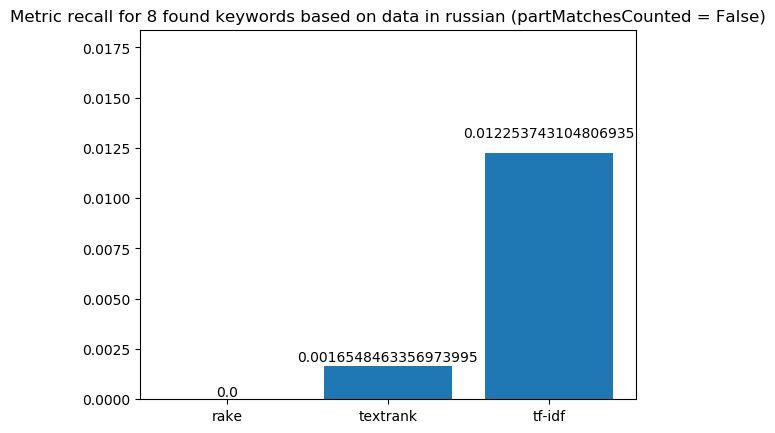 Metric recall for 8 found keywords based on data in russian (partMatchesCounted = False)
0.0175
0.0150
0.0125
0.0100
0.0075
0.0050
0.0025
0.0000
0.0
0.0016548463356973995
0.012253743104806935
rake
textrank
tf-idf